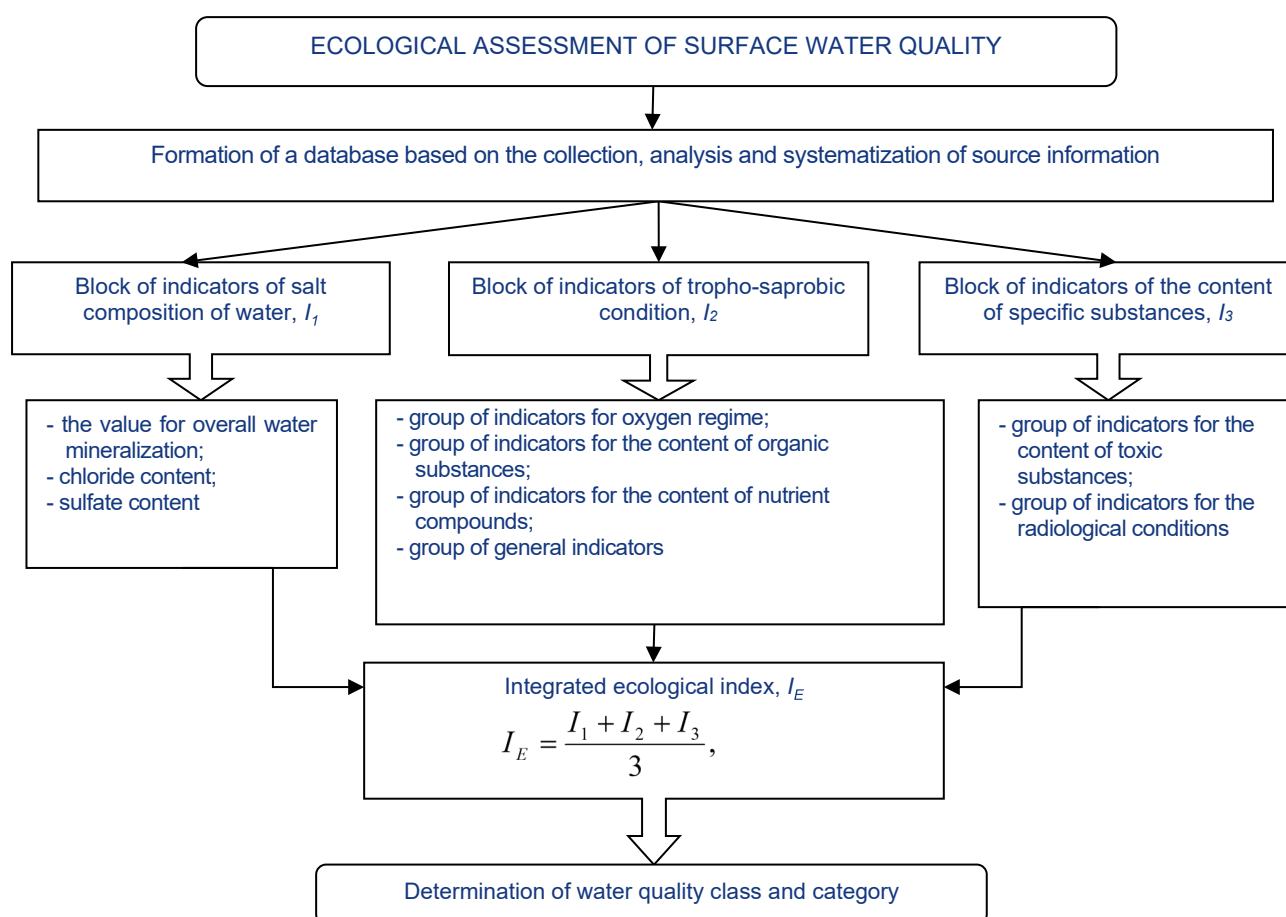 ECOLOGICAL ASSESSMENT OF SURFACE WATER QUALITY
Formation of a database based on the collection, analysis and systematization of source information
Block of indicators of salt
composition of water, I1
Block of indicators of tropho-saprobic
condition, I2
Block of indicators of the content
of specific substances, I3
- the value for overall water
mineralization;
- chloride content;
- sulfate content
- group of indicators for oxygen regime;
- group of indicators for the content of organic
substances;
- group of indicators for the content of nutrient
compounds;
- group of general indicators
- group of indicators for the
content of toxic
substances;
- group of indicators for the
radiological conditions
Integrated ecological index, IE
IE = (I1 + I2 + I3) / 3,
Determination of water quality class and category